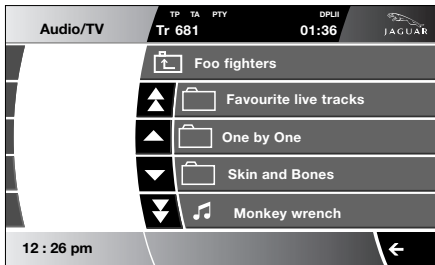 Audio/TV
TP TA PTY DPLII
Tr 681 01:36
JAGUAR
Foo fighters
Favourite live tracks
One by One
Skin and Bones
Monkey wrench
12 : 26 pm